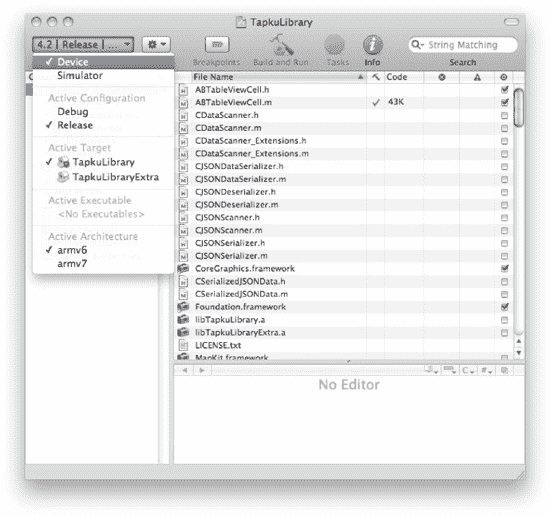 TapkuLibrary
4.2 | Release | ...
String Matching
Breakpoints
Build and Run
Tasks
Info
Search
Device
Simulator
Active Configuration
Debug
Release
Active Target
TapkuLibrary
TapkuLibraryExtra
Active Executable
<No Executables>
Active Architecture
armv6
armv7
File Name
Code
ABTableViewCell.h
ABTableViewCell.m 43K
CDataScanner.h
CDataScanner.m
CDataScanner_Extensions.h
CDataScanner_Extensions.m
CJSONDataSerializer.h
CJSONDataSerializer.m
CJSONDeserializer.h
CJSONDeserializer.m
CJSONScanner.h
CJSONScanner.m
CJSONSerializer.h
CJSONSerializer.m
CoreGraphics.framework
CSerializedJSONData.h
CSerializedJSONData.m
Foundation.framework
libTapkuLibrary.a
libTapkuLibraryExtra.a
LICENSE.txt
MapKit.framework
No Editor